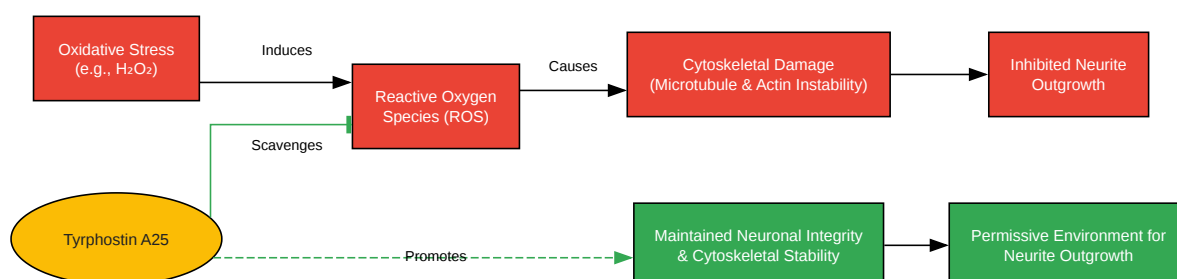 Oxidative Stress
(e.g., H₂O₂)
Induces
Reactive Oxygen
Species (ROS)
Causes
Cytoskeletal Damage
(Microtubule & Actin Instability)
Inhibited Neurite
Outgrowth
Scavenges
Tyrphostin A25
Promotes
Maintained Neuronal Integrity
& Cytoskeletal Stability
Permissive Environment for
Neurite Outgrowth